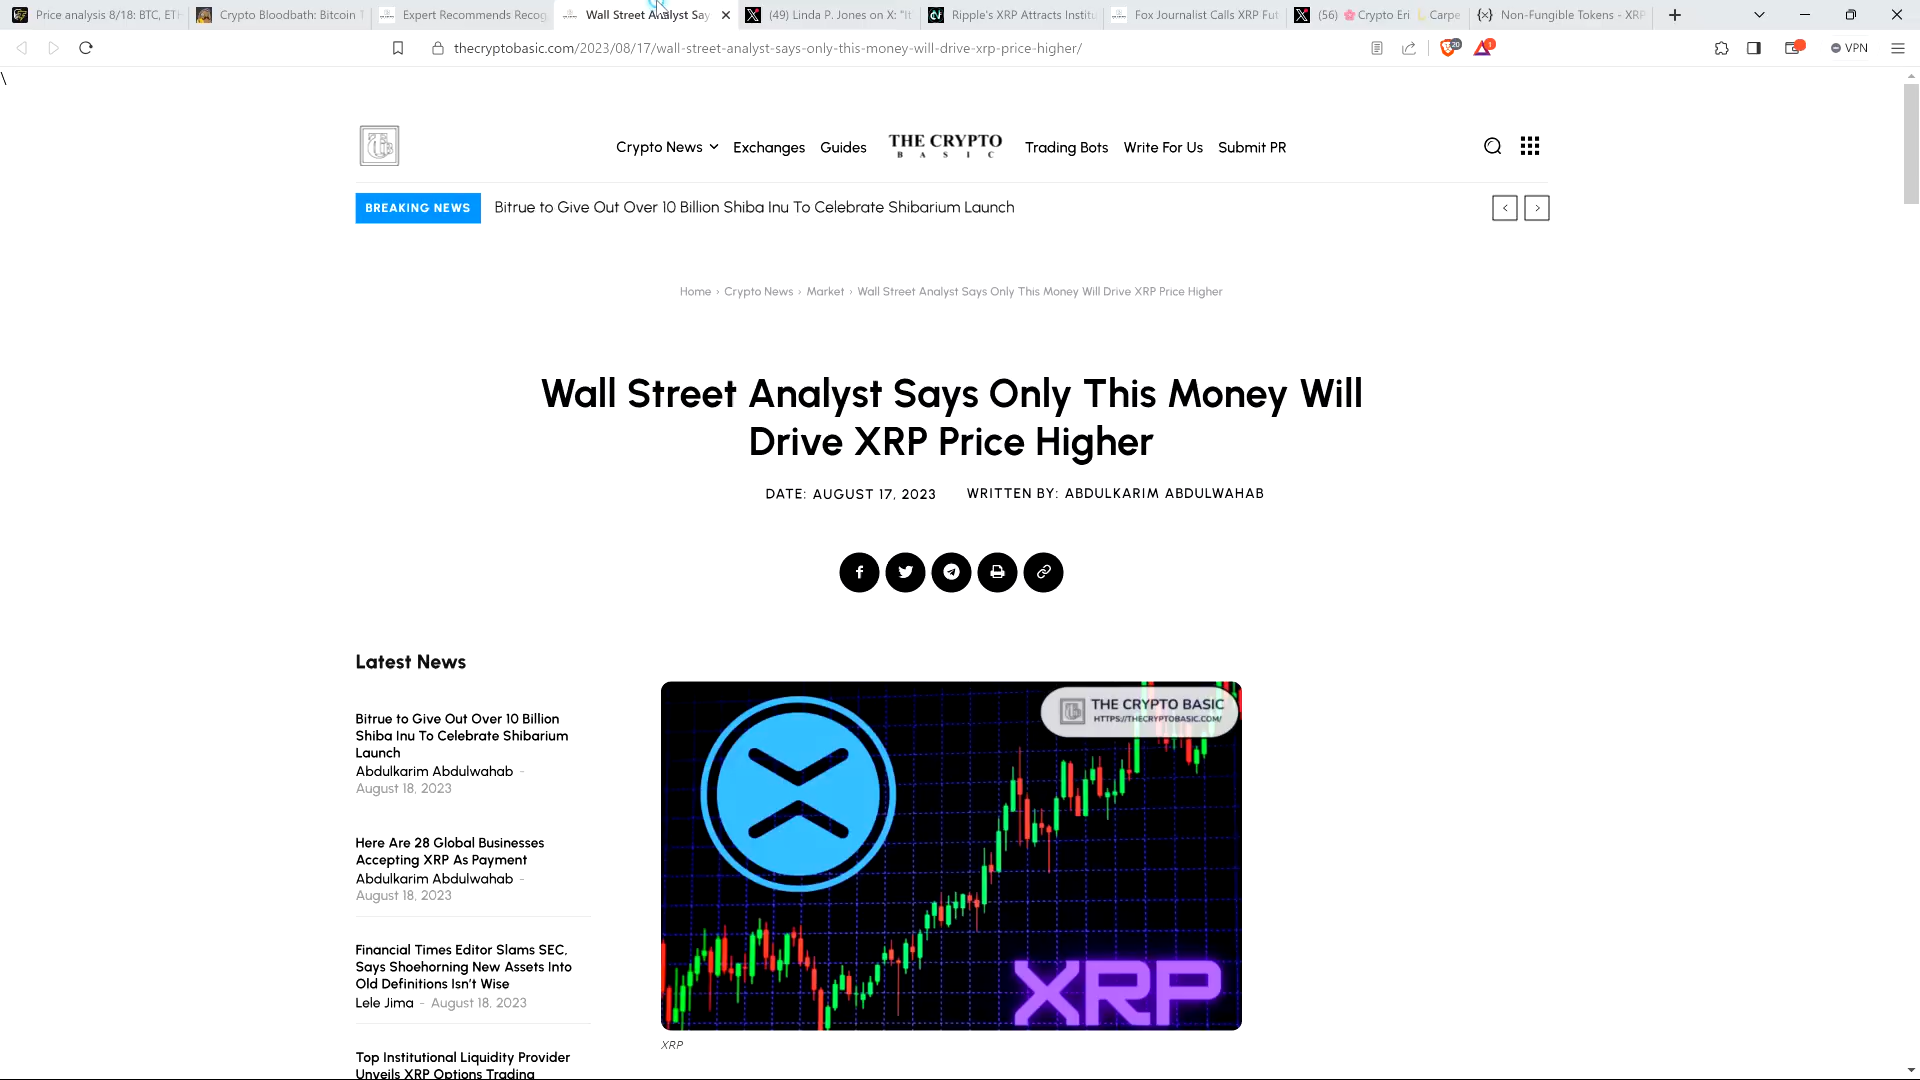 Price analysis 8/18: BTC, ETH
Crypto Bloodbath: Bitcoin
Expert Recommends Recog
Wall Street Analyst Say
(49) Linda P. Jones on X: "It
Ripple's XRP Attracts Institu
Fox Journalist Calls XRP Fut
(56) 🌸Crypto Eri Carpe
Non-Fungible Tokens - XRP
thecryptobasic.com/2023/08/17/wall-street-analyst-says-only-this-money-will-drive-xrp-price-higher/
20
1
VPN
\
Crypto News
Exchanges
Guides
THE CRYPTO
BASIC
Trading Bots
Write For Us
Submit PR
BREAKING NEWS
Bitrue to Give Out Over 10 Billion Shiba Inu To Celebrate Shibarium Launch
Home › Crypto News › Market › Wall Street Analyst Says Only This Money Will Drive XRP Price Higher
Wall Street Analyst Says Only This Money Will
Drive XRP Price Higher
DATE: AUGUST 17, 2023
WRITTEN BY: ABDULKARIM ABDULWAHAB
Latest News
Bitrue to Give Out Over 10 Billion
Shiba Inu To Celebrate Shibarium
Launch
Abdulkarim Abdulwahab -
August 18, 2023
Here Are 28 Global Businesses
Accepting XRP As Payment
Abdulkarim Abdulwahab -
August 18, 2023
Financial Times Editor Slams SEC,
Says Shoehorning New Assets Into
Old Definitions Isn't Wise
Lele Jima - August 18, 2023
Top Institutional Liquidity Provider
Unveils XRP Options Trading
THE CRYPTO BASIC
HTTPS://THECRYPTOBASIC.COM/
XRP
XRP